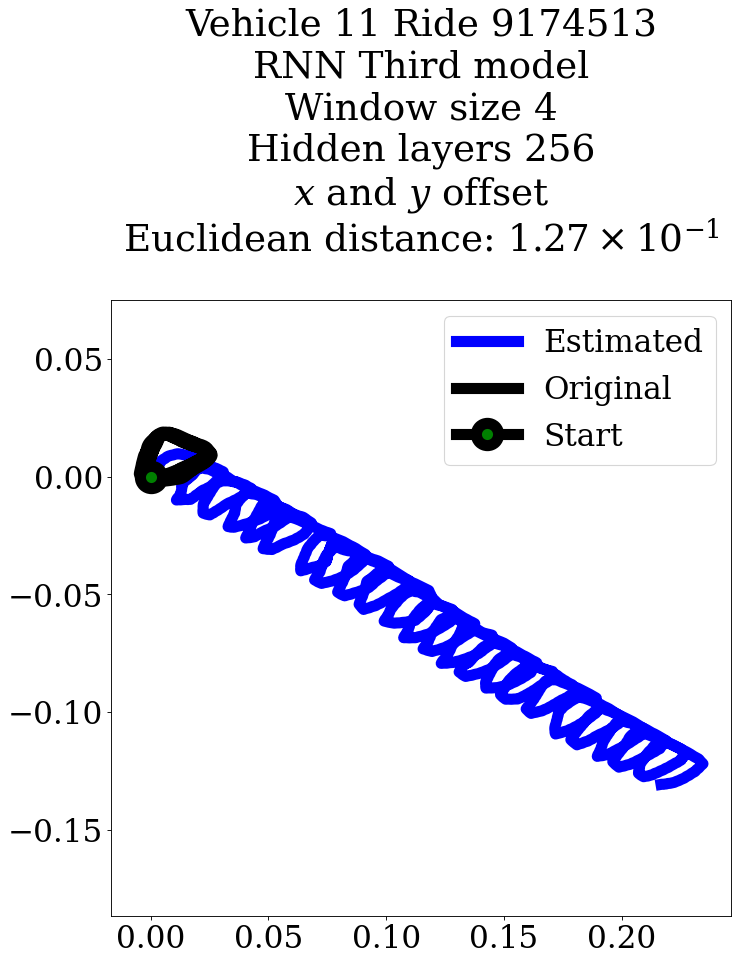 Vehicle 11 Ride 9174513
RNN Third model
Window size 4
Hidden layers 256
x and y offset
Euclidean distance: 1.27 × 10⁻¹
Estimated
Original
Start
0.05
0.00
−0.05
−0.10
−0.15
0.00 0.05 0.10 0.15 0.20